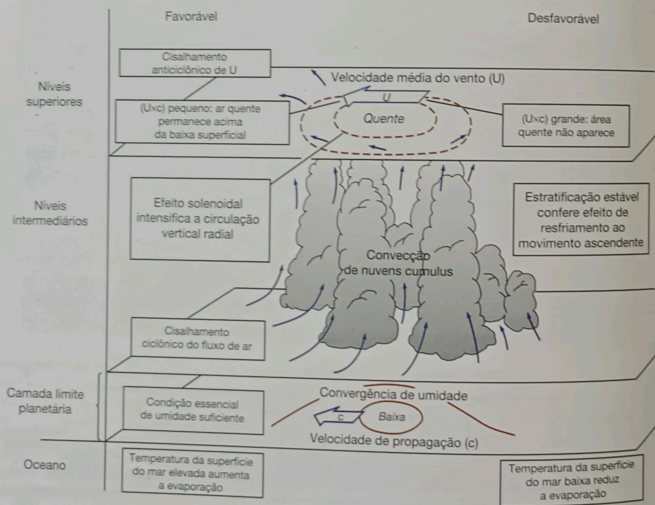 Favorável
Desfavorável
Níveis
superiores
Cisalhamento
anticiclônico de U
Velocidade média do vento (U)
U
(U×c) pequeno: ar quente
permanece acima
da baixa superficial
Quente
(U×c) grande: área
quente não aparece
Níveis
intermediários
Efeito solenoidal
intensifica a circulação
vertical radial
Estratificação estável
confere efeito de
resfriamento ao
movimento ascendente
Convecção
de nuvens cumulus
Cisalhamento
ciclônico do fluxo de ar
Camada limite
planetária
Condição essencial
de umidade suficiente
Convergência de umidade
c
Baixa
Velocidade de propagação (c)
Oceano
Temperatura da superfície
do mar elevada aumenta
a evaporação
Temperatura da superfície
do mar baixa reduz
a evaporação